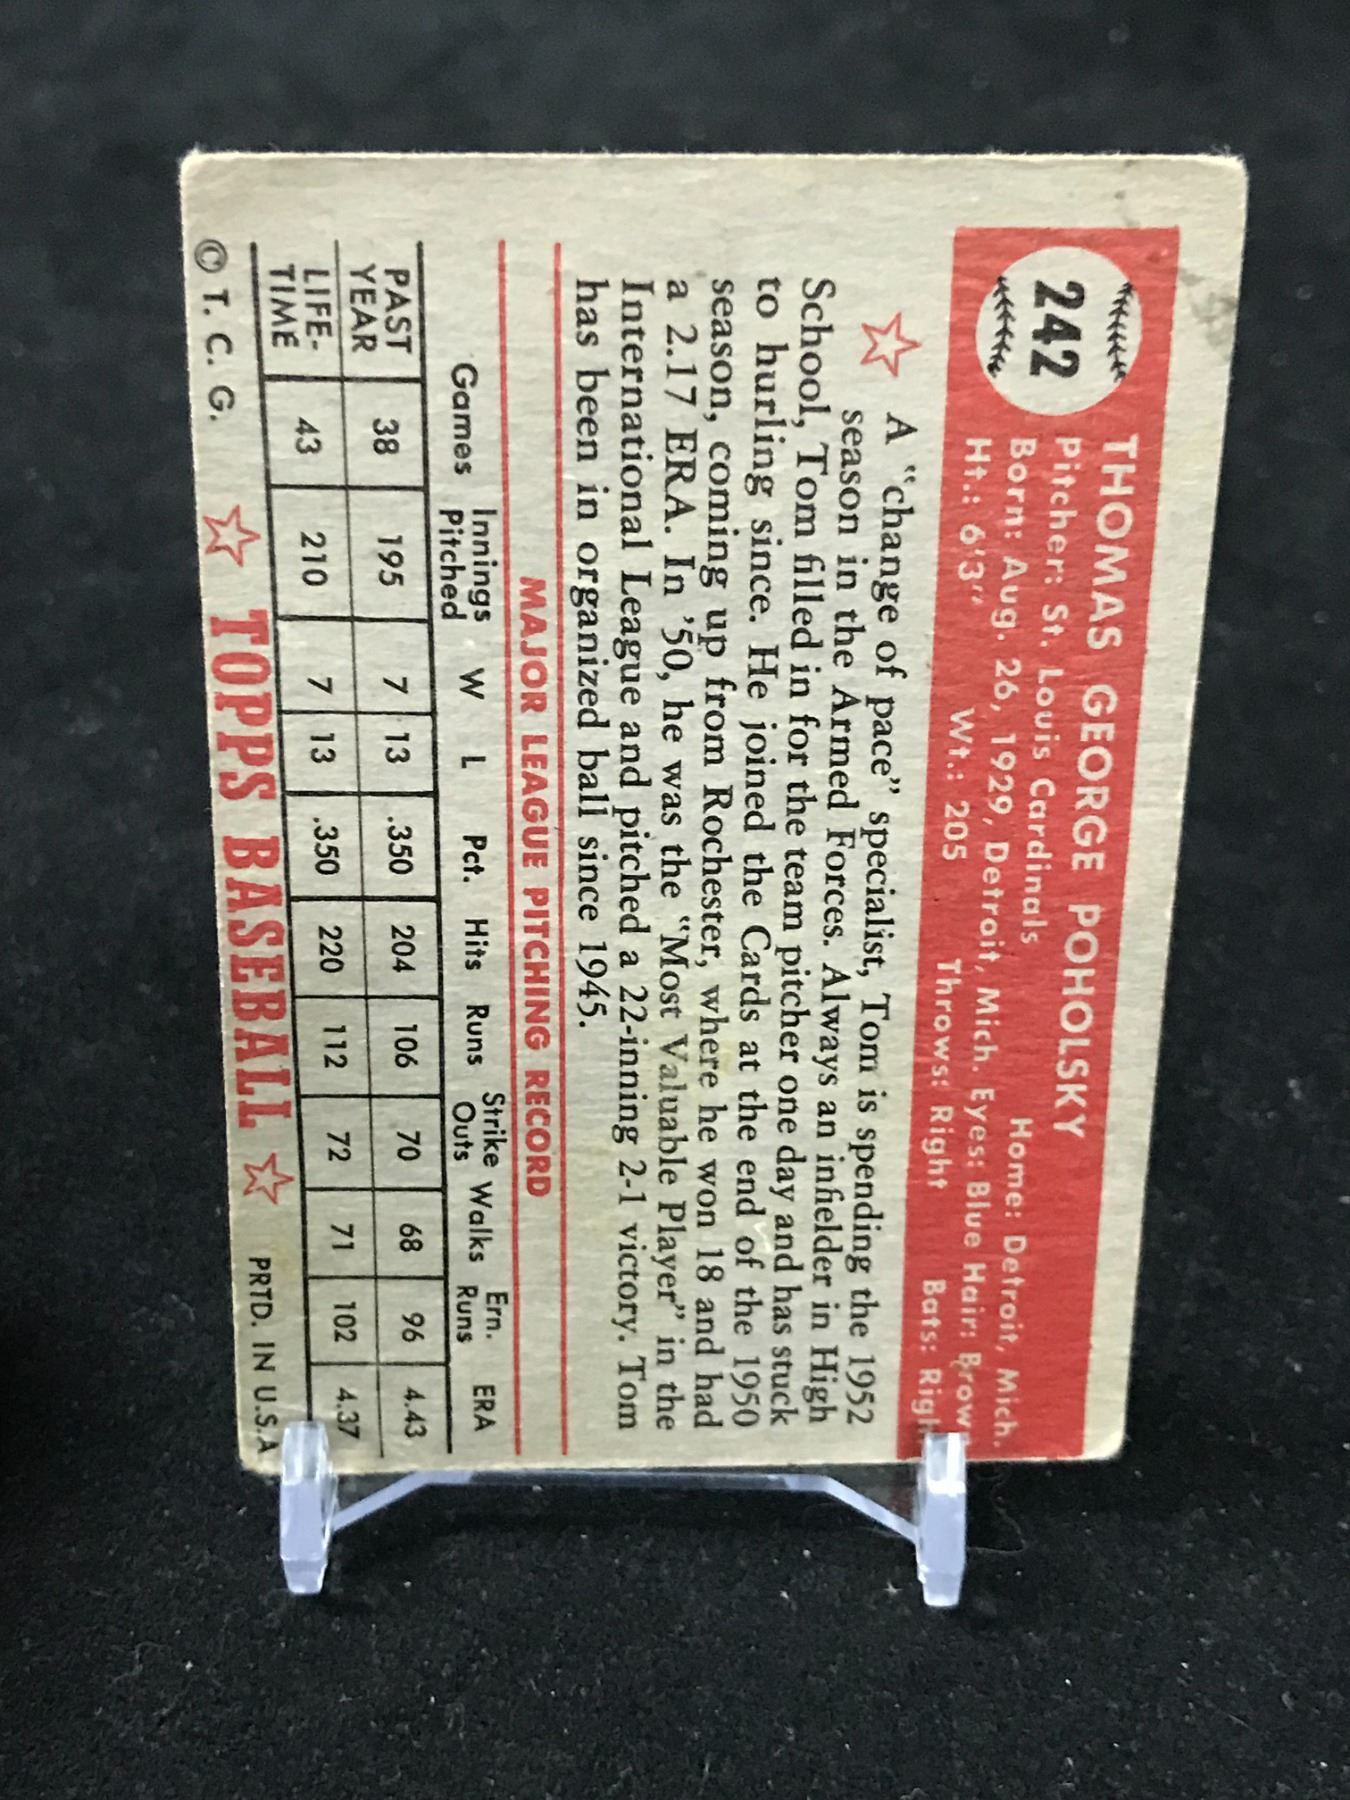 242
THOMAS GEORGE POHOLSKY
Pitcher: St. Louis Cardinals Home: Detroit, Mich.
Born: Aug. 26, 1929, Detroit, Mich. Eyes: Blue Hair: Brow
Ht.: 6'3" Wt.: 205 Throws: Right Bats: Righ
A "change of pace" specialist, Tom is spending the 1952
season in the Armed Forces. Always an infielder in High
School, Tom filled in for the team pitcher one day and has stuck
to hurling since. He joined the Cards at the end of the 1950
season, coming up from Rochester, where he won 18 and had
a 2.17 ERA. In '50, he was the "Most Valuable Player" in the
International League and pitched a 22-inning 2-1 victory. Tom
has been in organized ball since 1945.
MAJOR LEAGUE PITCHING RECORD
Games Innings Pitched W L Pct. Hits Runs Strike Outs Walks Ern. Runs ERA
PAST YEAR 38 195 7 13 .350 204 106 70 68 96 4.43
LIFE-TIME 43 210 7 13 .350 220 112 72 71 102 4.37
© T. C. G. TOPPS BASEBALL PRTD. IN U.S.A